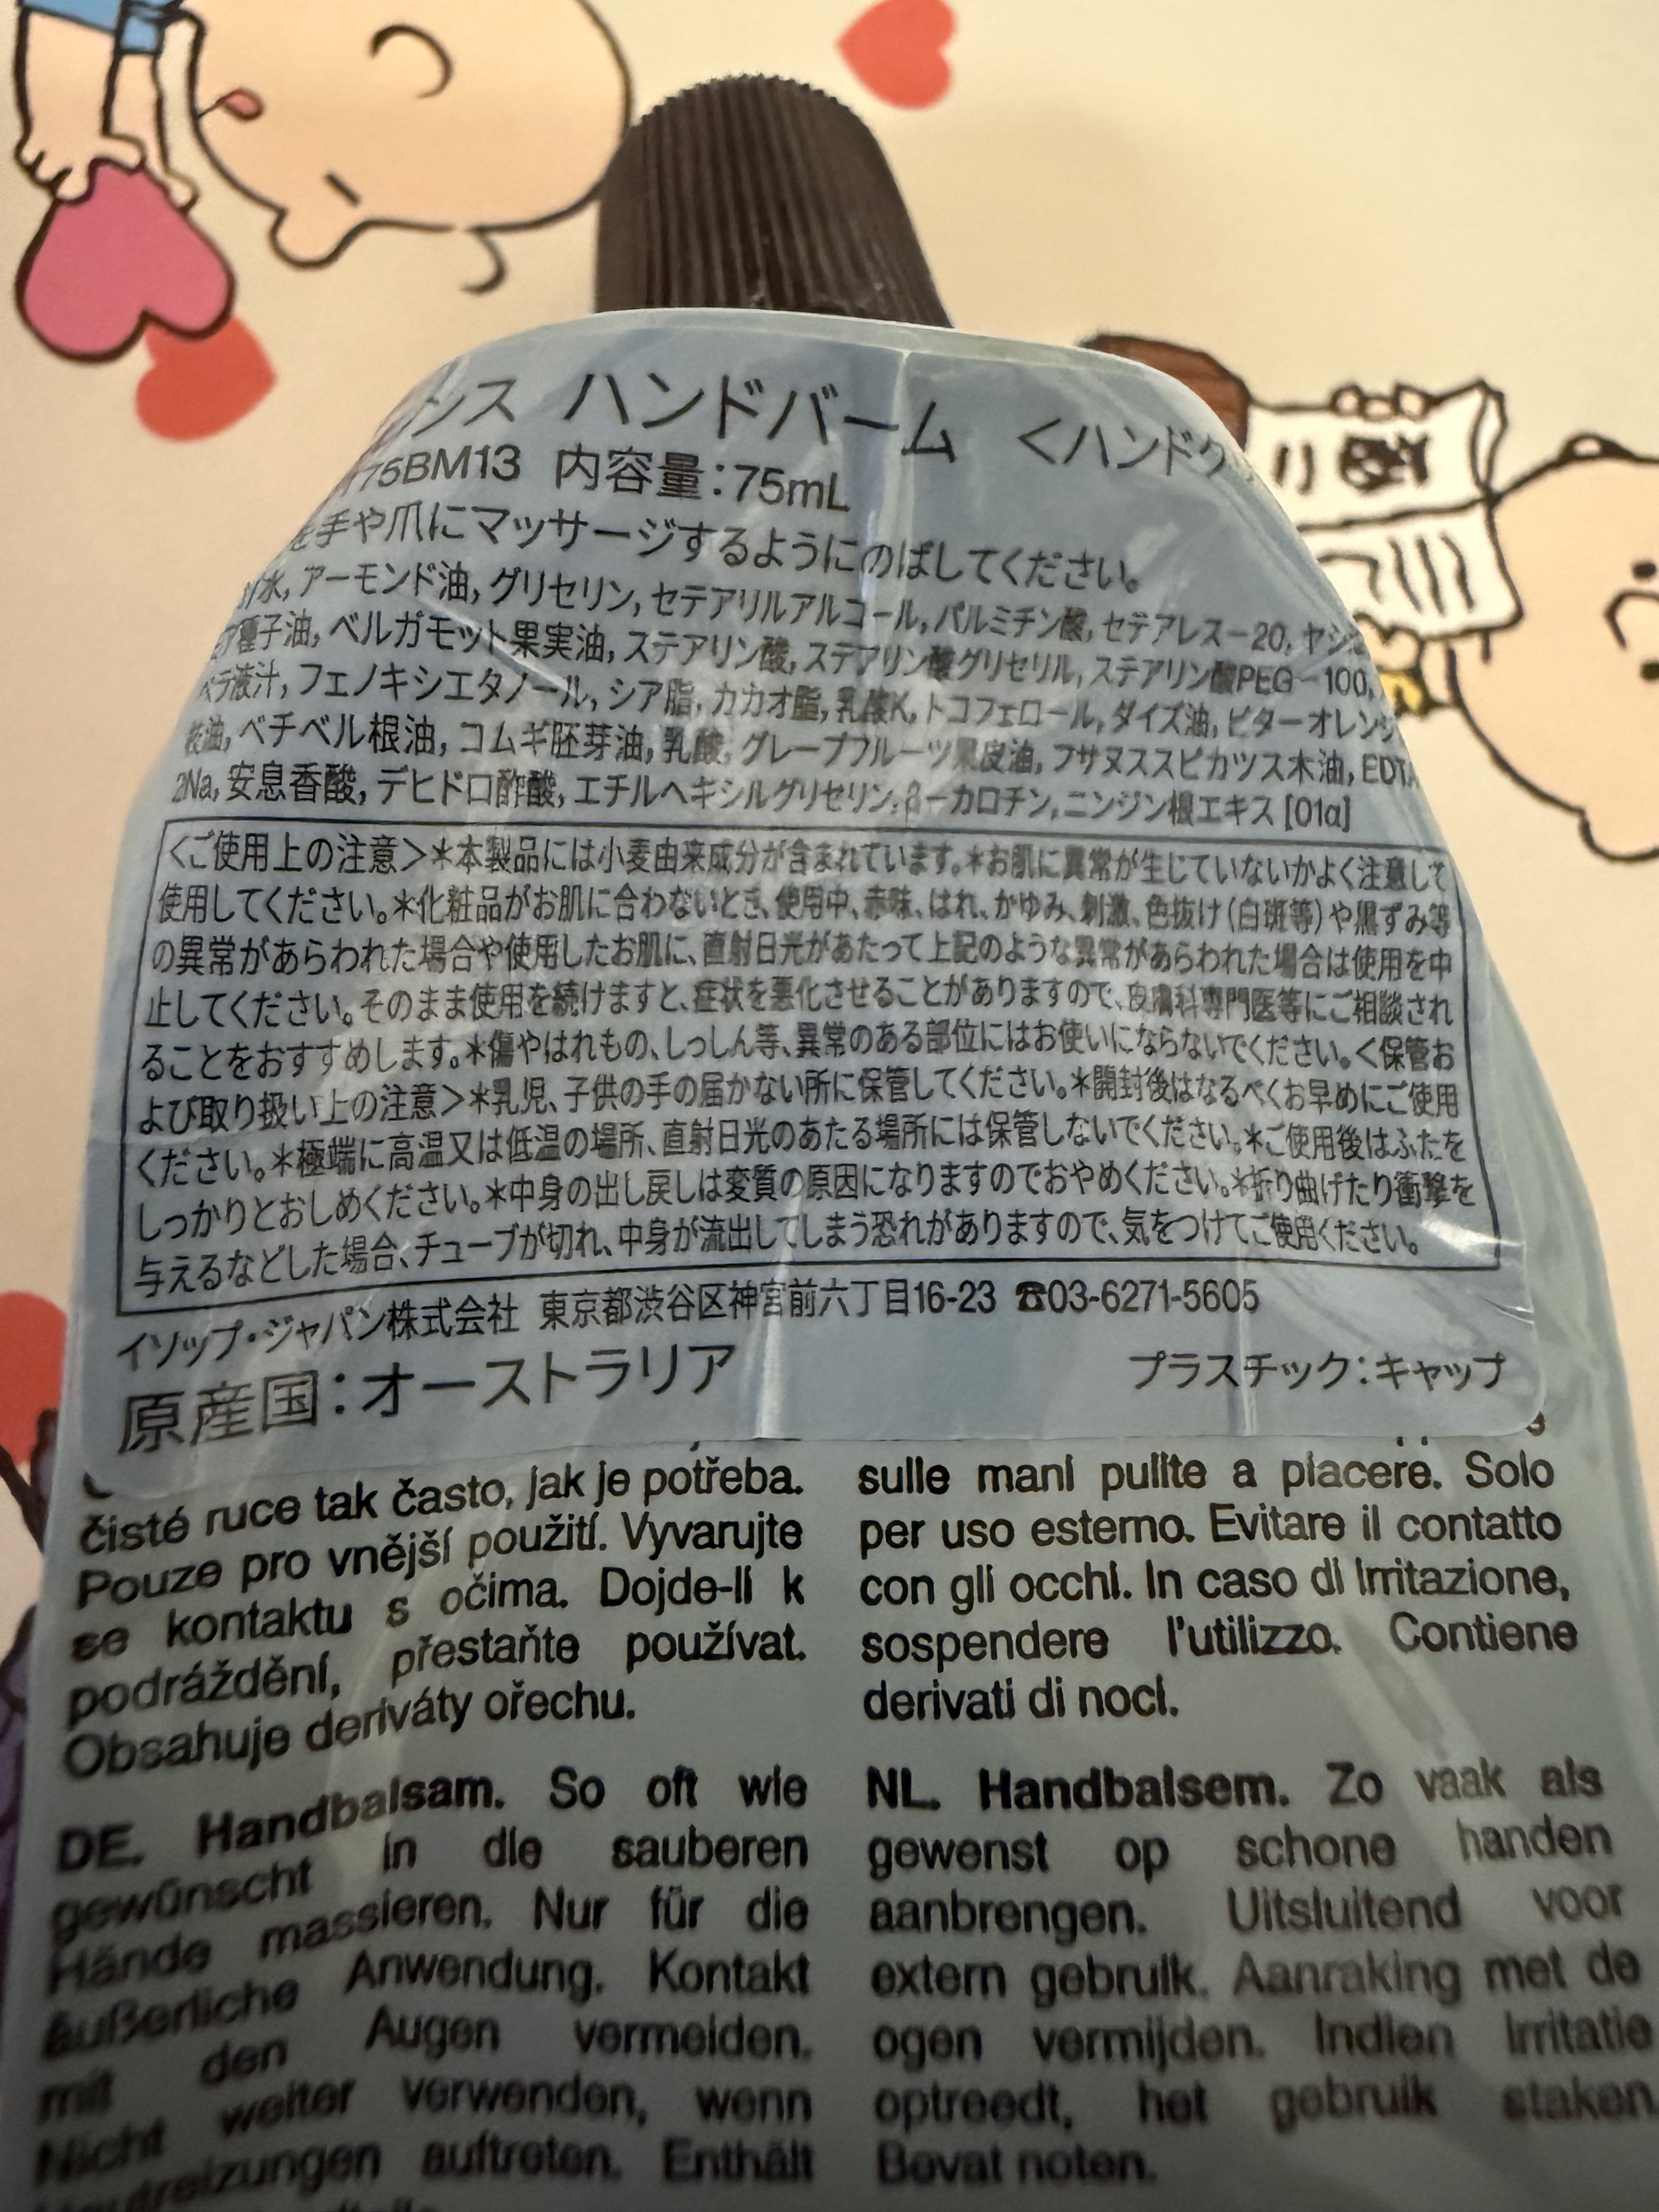 ンス ハンドバーム <ハンドク
75BM13 内容量:75mL
を手や爪にマッサージするようにのばしてください。
水, アーモンド油, グリセリン, セテアリルアルコール, パルミチン酸, セテアレス-20, ヤシ
種子油, ベルガモット果実油, ステアリン酸, ステアリン酸グリセリル, ステアリン酸PEG-100,
ベラ液汁, フェノキシエタノール, シア脂, カカオ脂, 乳酸K, トコフェロール, ダイズ油, ビターオレンジ
枝油, ベチベル根油, コムギ胚芽油, 乳酸, グレープフルーツ果皮油, フサヌススピカツス木油, EDTA
2Na, 安息香酸, デヒドロ酢酸, エチルヘキシルグリセリン, β-カロチン, ニンジン根エキス [01a]
<ご使用上の注意>*本製品には小麦由来成分が含まれています。*お肌に異常が生じていないかよく注意して
使用してください。*化粧品がお肌に合わないとき、使用中、赤味、はれ、かゆみ、刺激、色抜け(白斑等)や黒ずみ等
の異常があらわれた場合や使用したお肌に、直射日光があたって上記のような異常があらわれた場合は使用を中
止してください。そのまま使用を続けますと、症状を悪化させることがありますので、皮膚科専門医等にご相談され
ることをおすすめします。*傷やはれもの、しっしん等、異常のある部位にはお使いにならないでください。<保管お
よび取り扱い上の注意>*乳児、子供の手の届かない所に保管してください。*開封後はなるべくお早めにご使用
ください。*極端に高温又は低温の場所、直射日光のあたる場所には保管しないでください。*ご使用後はふたを
しっかりとおしめください。*中身の出し戻しは変質の原因になりますのでおやめください。*折り曲げたり衝撃を
与えるなどした場合、チューブが切れ、中身が流出してしまう恐れがありますので、気をつけてご使用ください。
イソップ・ジャパン株式会社 東京都渋谷区神宮前六丁目16-23 ☎03-6271-5605
原産国:オーストラリア
プラスチック:キャップ
čisté ruce tak často, jak je potřeba.
Pouze pro vnější použití. Vyvarujte
se kontaktu s očima. Dojde-li k
podráždění, přestaňte používat.
Obsahuje deriváty ořechu.
DE. Handbalsam. So oft wie
gewünscht in die sauberen
Hände massieren. Nur für die
äußerliche Anwendung. Kontakt
mit den Augen vermeiden.
Nicht weiter verwenden, wenn
Hautreizungen auftreten. Enthält
sulle mani pulite a piacere. Solo
per uso esterno. Evitare il contatto
con gli occhi. In caso di irritazione,
sospendere l'utilizzo. Contiene
derivati di noci.
NL. Handbalsem. Zo vaak als
gewenst op schone handen
aanbrengen. Uitsluitend voor
extern gebruik. Aanraking met de
ogen vermijden. Indien irritatie
optreedt, het gebruik staken.
Bevat noten.